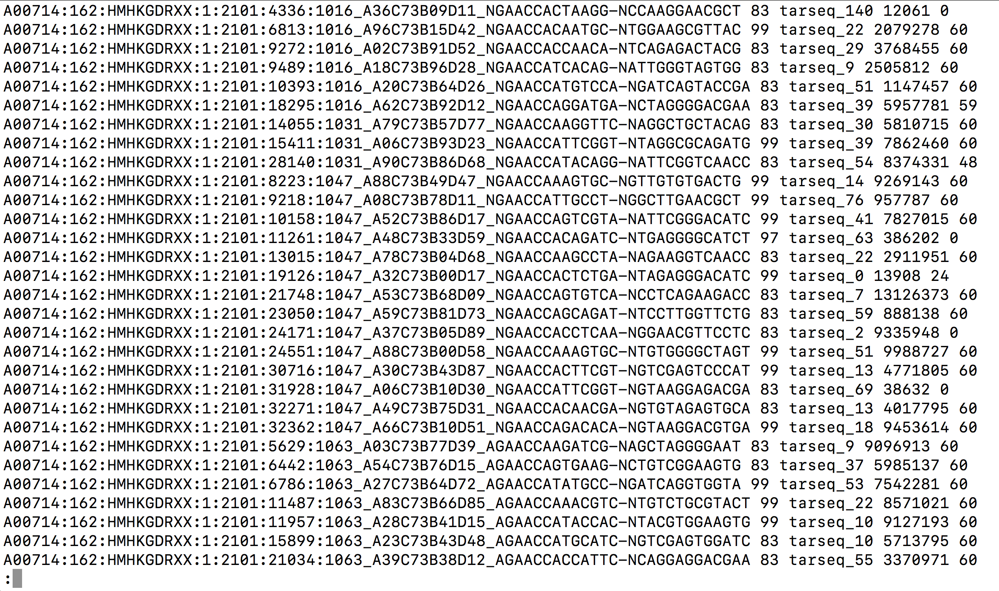 A00714:162:HMHKGDRXX:1:2101:4336:1016_A36C73B09D11_NGAACCACTAAGG-NCCAAGGAACGCT 83 tarseq_140 12061 0
A00714:162:HMHKGDRXX:1:2101:6813:1016_A96C73B15D42_NGAACCACAATGC-NTGGAAGCGTTAC 99 tarseq_22 2079278 60
A00714:162:HMHKGDRXX:1:2101:9272:1016_A02C73B91D52_NGAACCACCAACA-NTCAGAGACTACG 83 tarseq_29 3768455 60
A00714:162:HMHKGDRXX:1:2101:9489:1016_A18C73B96D28_NGAACCATCACAG-NATTGGGTAGTGG 83 tarseq_9 2505812 60
A00714:162:HMHKGDRXX:1:2101:10393:1016_A20C73B64D26_NGAACCATGTCCA-NGATCAGTACCGA 83 tarseq_51 1147457 60
A00714:162:HMHKGDRXX:1:2101:18295:1016_A62C73B92D12_NGAACCAGGATGA-NCTAGGGGACGAA 83 tarseq_39 5957781 59
A00714:162:HMHKGDRXX:1:2101:14055:1031_A79C73B57D77_NGAACCAAGGTTC-NAGGCTGCTACAG 83 tarseq_30 5810715 60
A00714:162:HMHKGDRXX:1:2101:15411:1031_A06C73B93D23_NGAACCATTCGGT-NTAGGCGCAGATG 99 tarseq_39 7862460 60
A00714:162:HMHKGDRXX:1:2101:28140:1031_A90C73B86D68_NGAACCATACAGG-NATTCGGTCAACC 83 tarseq_54 8374331 48
A00714:162:HMHKGDRXX:1:2101:8223:1047_A88C73B49D47_NGAACCAAAGTGC-NGTTGTGTGACTG 99 tarseq_14 9269143 60
A00714:162:HMHKGDRXX:1:2101:9218:1047_A08C73B78D11_NGAACCATTGCCT-NGGCTTGAACGCT 99 tarseq_76 957787 60
A00714:162:HMHKGDRXX:1:2101:10158:1047_A52C73B86D17_NGAACCAGTCGTA-NATTCGGGACATC 99 tarseq_41 7827015 60
A00714:162:HMHKGDRXX:1:2101:11261:1047_A48C73B33D59_NGAACCACAGATC-NTGAGGGGCATCT 97 tarseq_63 386202 0
A00714:162:HMHKGDRXX:1:2101:13015:1047_A78C73B04D68_NGAACCAAGCCTA-NAGAAGGTCAACC 83 tarseq_22 2911951 60
A00714:162:HMHKGDRXX:1:2101:19126:1047_A32C73B00D17_NGAACCACTCTGA-NTAGAGGGACATC 99 tarseq_0 13908 24
A00714:162:HMHKGDRXX:1:2101:21748:1047_A53C73B68D09_NGAACCAGTGTCA-NCCTCAGAAGACC 83 tarseq_7 13126373 60
A00714:162:HMHKGDRXX:1:2101:23050:1047_A59C73B81D73_NGAACCAGCAGAT-NTCCTTGGTTCTG 83 tarseq_59 888138 60
A00714:162:HMHKGDRXX:1:2101:24171:1047_A37C73B05D89_NGAACCACCTCAA-NGGAACGTTCCTC 83 tarseq_2 9335948 0
A00714:162:HMHKGDRXX:1:2101:24551:1047_A88C73B00D58_NGAACCAAAGTGC-NTGTGGGGCTAGT 99 tarseq_51 9988727 60
A00714:162:HMHKGDRXX:1:2101:30716:1047_A30C73B43D87_NGAACCACTTCGT-NGTCGAGTCCCAT 99 tarseq_13 4771805 60
A00714:162:HMHKGDRXX:1:2101:31928:1047_A06C73B10D30_NGAACCATTCGGT-NGTAAGGAGACGA 83 tarseq_69 38632 0
A00714:162:HMHKGDRXX:1:2101:32271:1047_A49C73B75D31_NGAACCACAACGA-NGTGTAGAGTGCA 83 tarseq_13 4017795 60
A00714:162:HMHKGDRXX:1:2101:32362:1047_A66C73B10D51_NGAACCAGACACA-NGTAAGGACGTGA 99 tarseq_18 9453614 60
A00714:162:HMHKGDRXX:1:2101:5629:1063_A03C73B77D39_AGAACCAAGATCG-NAGCTAGGGGAAT 83 tarseq_9 9096913 60
A00714:162:HMHKGDRXX:1:2101:6442:1063_A54C73B76D15_AGAACCAGTGAAG-NCTGTCGGAAGTG 83 tarseq_37 5985137 60
A00714:162:HMHKGDRXX:1:2101:6786:1063_A27C73B64D72_AGAACCATATGCC-NGATCAGGTGGTA 99 tarseq_53 7542281 60
A00714:162:HMHKGDRXX:1:2101:11487:1063_A83C73B66D85_AGAACCAAACGTC-NTGTCTGCGTACT 99 tarseq_22 8571021 60
A00714:162:HMHKGDRXX:1:2101:11957:1063_A28C73B41D15_AGAACCATACCAC-NTACGTGGAAGTG 99 tarseq_10 9127193 60
A00714:162:HMHKGDRXX:1:2101:15899:1063_A23C73B43D48_AGAACCATGCATC-NGTCGAGTGGATC 83 tarseq_10 5713795 60
A00714:162:HMHKGDRXX:1:2101:21034:1063_A39C73B38D12_AGAACCACCATTC-NCAGGAGGACGAA 83 tarseq_55 3370971 60
: